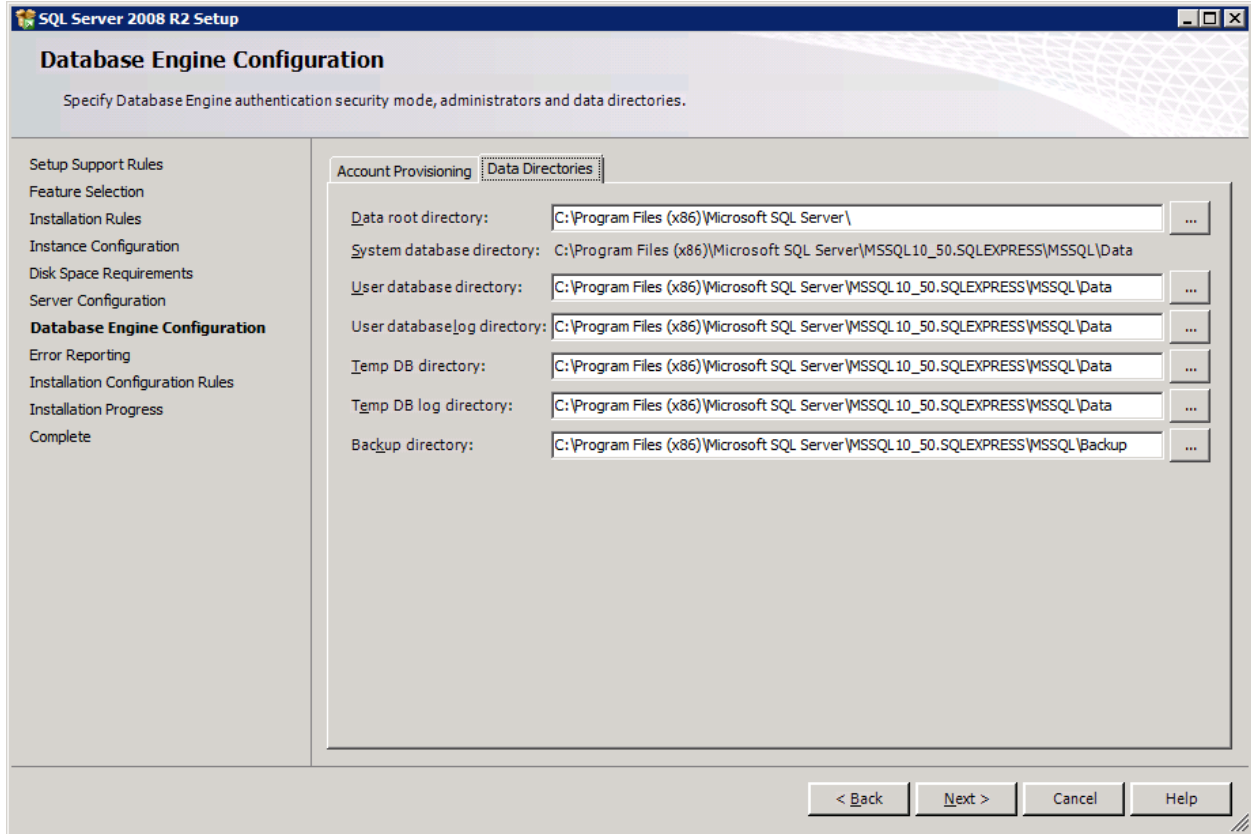 SQL Server 2008 R2 Setup
Database Engine Configuration
Specify Database Engine authentication security mode, administrators and data directories.
Setup Support Rules
Feature Selection
Installation Rules
Instance Configuration
Disk Space Requirements
Server Configuration
Database Engine Configuration
Error Reporting
Installation Configuration Rules
Installation Progress
Complete
Account Provisioning Data Directories
Data root directory: C:\Program Files (x86)\Microsoft SQL Server\ ...
System database directory: C:\Program Files (x86)\Microsoft SQL Server\MSSQL10_50.SQLEXPRESS\MSSQL\Data
User database directory: C:\Program Files (x86)\Microsoft SQL Server\MSSQL10_50.SQLEXPRESS\MSSQL\Data ...
User database log directory: C:\Program Files (x86)\Microsoft SQL Server\MSSQL10_50.SQLEXPRESS\MSSQL\Data ...
Temp DB directory: C:\Program Files (x86)\Microsoft SQL Server\MSSQL10_50.SQLEXPRESS\MSSQL\Data ...
Temp DB log directory: C:\Program Files (x86)\Microsoft SQL Server\MSSQL10_50.SQLEXPRESS\MSSQL\Data ...
Backup directory: C:\Program Files (x86)\Microsoft SQL Server\MSSQL10_50.SQLEXPRESS\MSSQL\Backup ...
< Back Next > Cancel Help